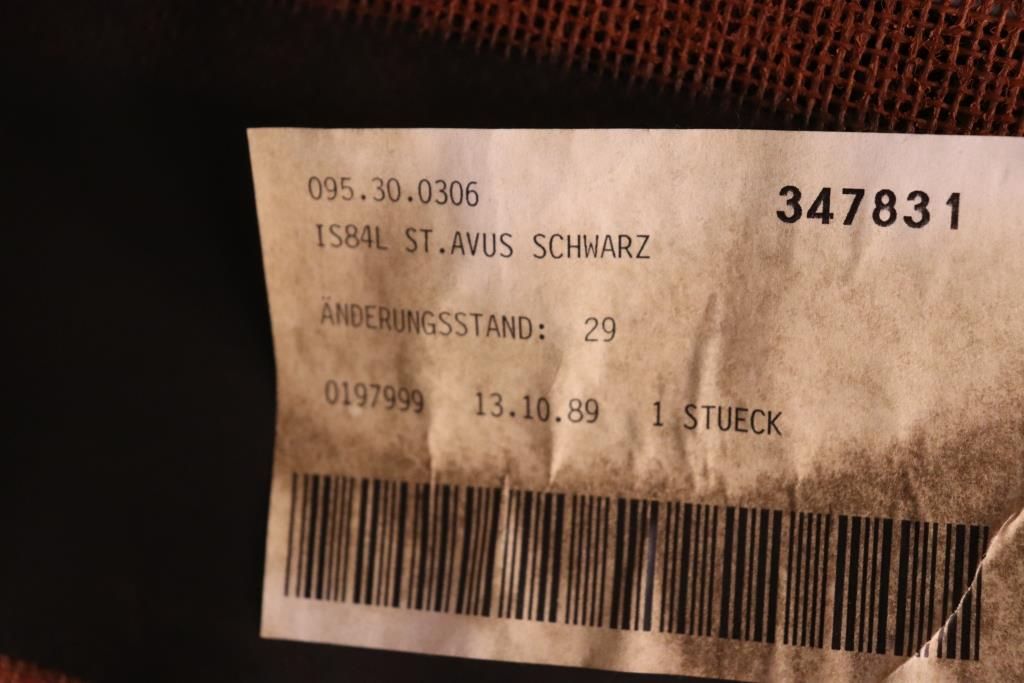 095.30.0306
347831
IS84L ST.AVUS SCHWARZ
ÄNDERUNGSSTAND: 29
0197999 13.10.89 1 STUECK